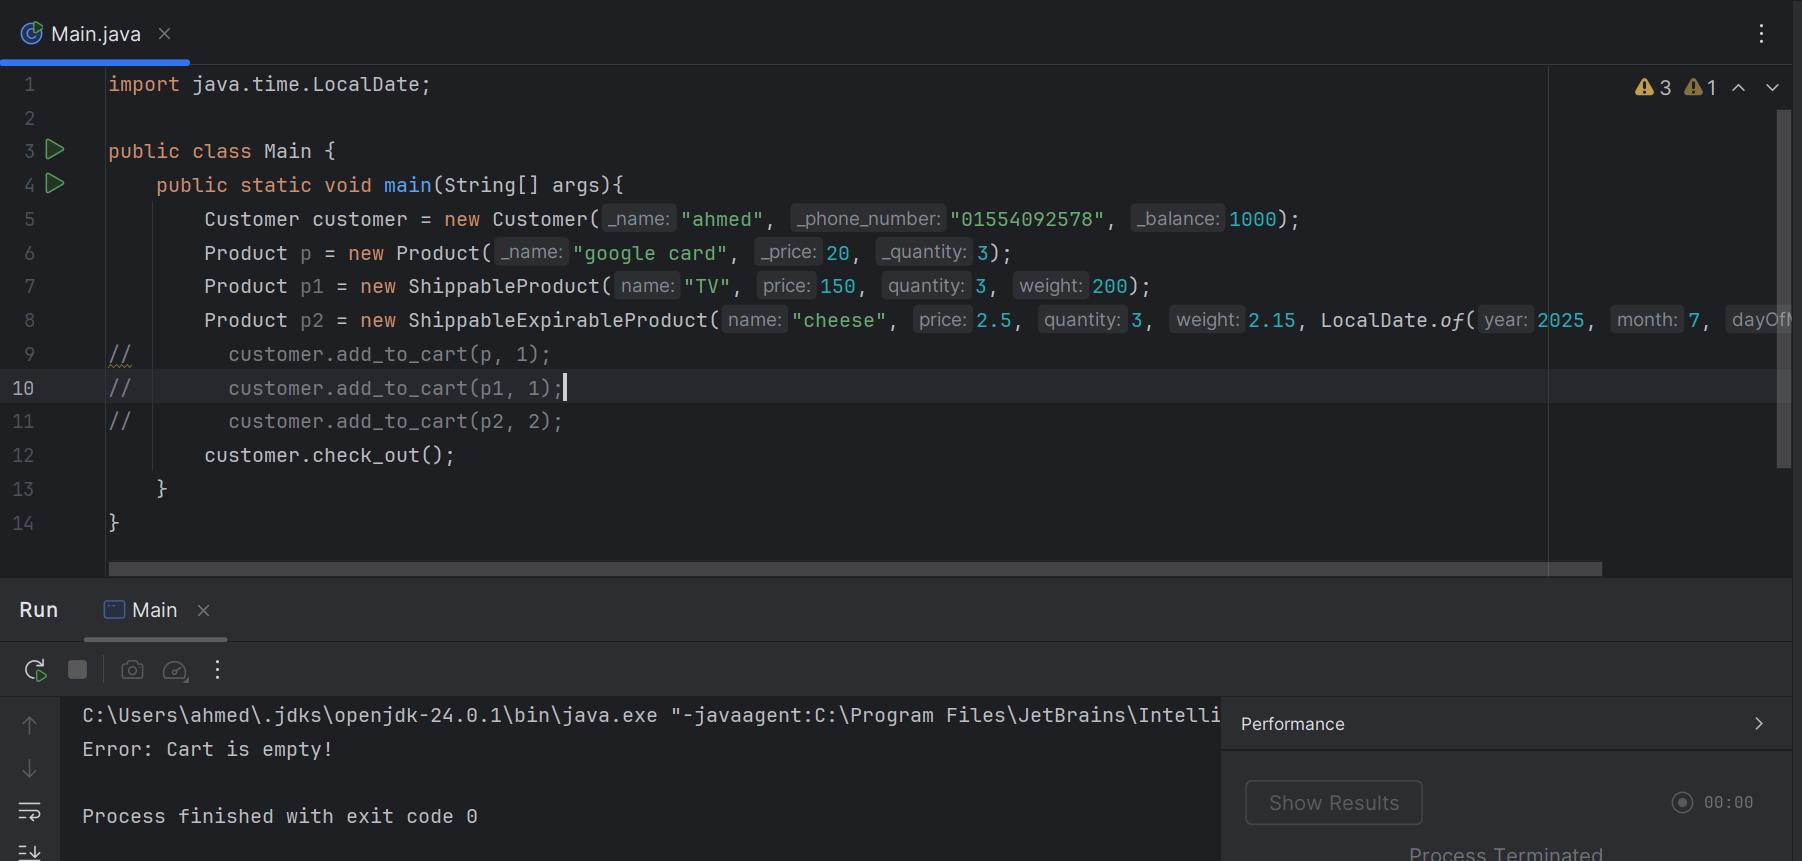 Main.java
3 1
1 import java.time.LocalDate;
2
3 public class Main {
4 public static void main(String[] args){
5 Customer customer = new Customer( _name: "ahmed", _phone_number: "01554092578", _balance: 1000);
6 Product p = new Product( _name: "google card", _price: 20, _quantity: 3);
7 Product p1 = new ShippableProduct( name: "TV", price: 150, quantity: 3, weight: 200);
8 Product p2 = new ShippableExpirableProduct( name: "cheese", price: 2.5, quantity: 3, weight: 2.15, LocalDate.of( year: 2025, month: 7,
9 // customer.add_to_cart(p, 1);
10 // customer.add_to_cart(p1, 1);
11 // customer.add_to_cart(p2, 2);
12 customer.check_out();
13 }
14 }
Run Main
C:\Users\ahmed\.jdks\openjdk-24.0.1\bin\java.exe "-javaagent:C:\Program Files\JetBrains\Intelli
Error: Cart is empty!
Process finished with exit code 0
Performance
Show Results 00:00
Process Terminated